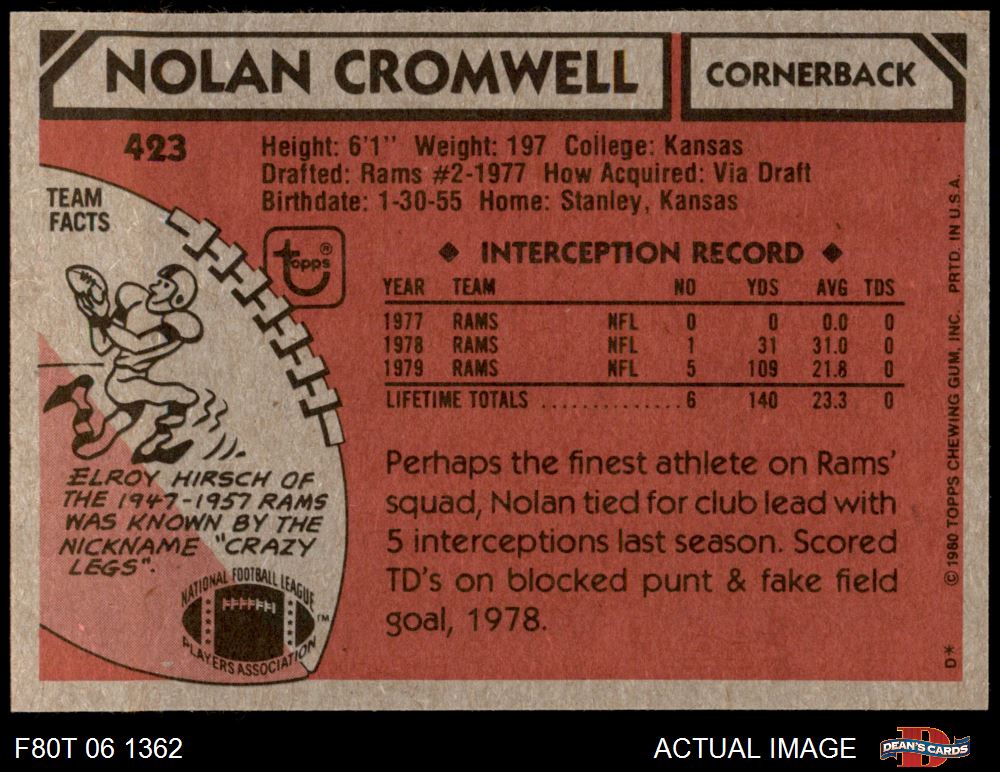 NOLAN CROMWELL
CORNERBACK
423
Height: 6'1" Weight: 197 College: Kansas
Drafted: Rams #2-1977 How Acquired: Via Draft
Birthdate: 1-30-55 Home: Stanley, Kansas
TEAM
FACTS
topps®
◆ INTERCEPTION RECORD ◆
YEAR TEAM NO YDS AVG TDS
1977 RAMS NFL 0 0 0.0 0
1978 RAMS NFL 1 31 31.0 0
1979 RAMS NFL 5 109 21.8 0
LIFETIME TOTALS ..............6 140 23.3 0
Perhaps the finest athlete on Rams'
squad, Nolan tied for club lead with
5 interceptions last season. Scored
TD's on blocked punt & fake field
goal, 1978.
ELROY HIRSCH OF
THE 1947-1957 RAMS
WAS KNOWN BY THE
NICKNAME "CRAZY
LEGS".
NATIONAL FOOTBALL LEAGUE
PLAYERS ASSOCIATION
TM
D* © 1980 TOPPS CHEWING GUM, INC. PRTD. IN U.S.A.
F80T 06 1362
ACTUAL IMAGE
D
DEAN'S CARDS